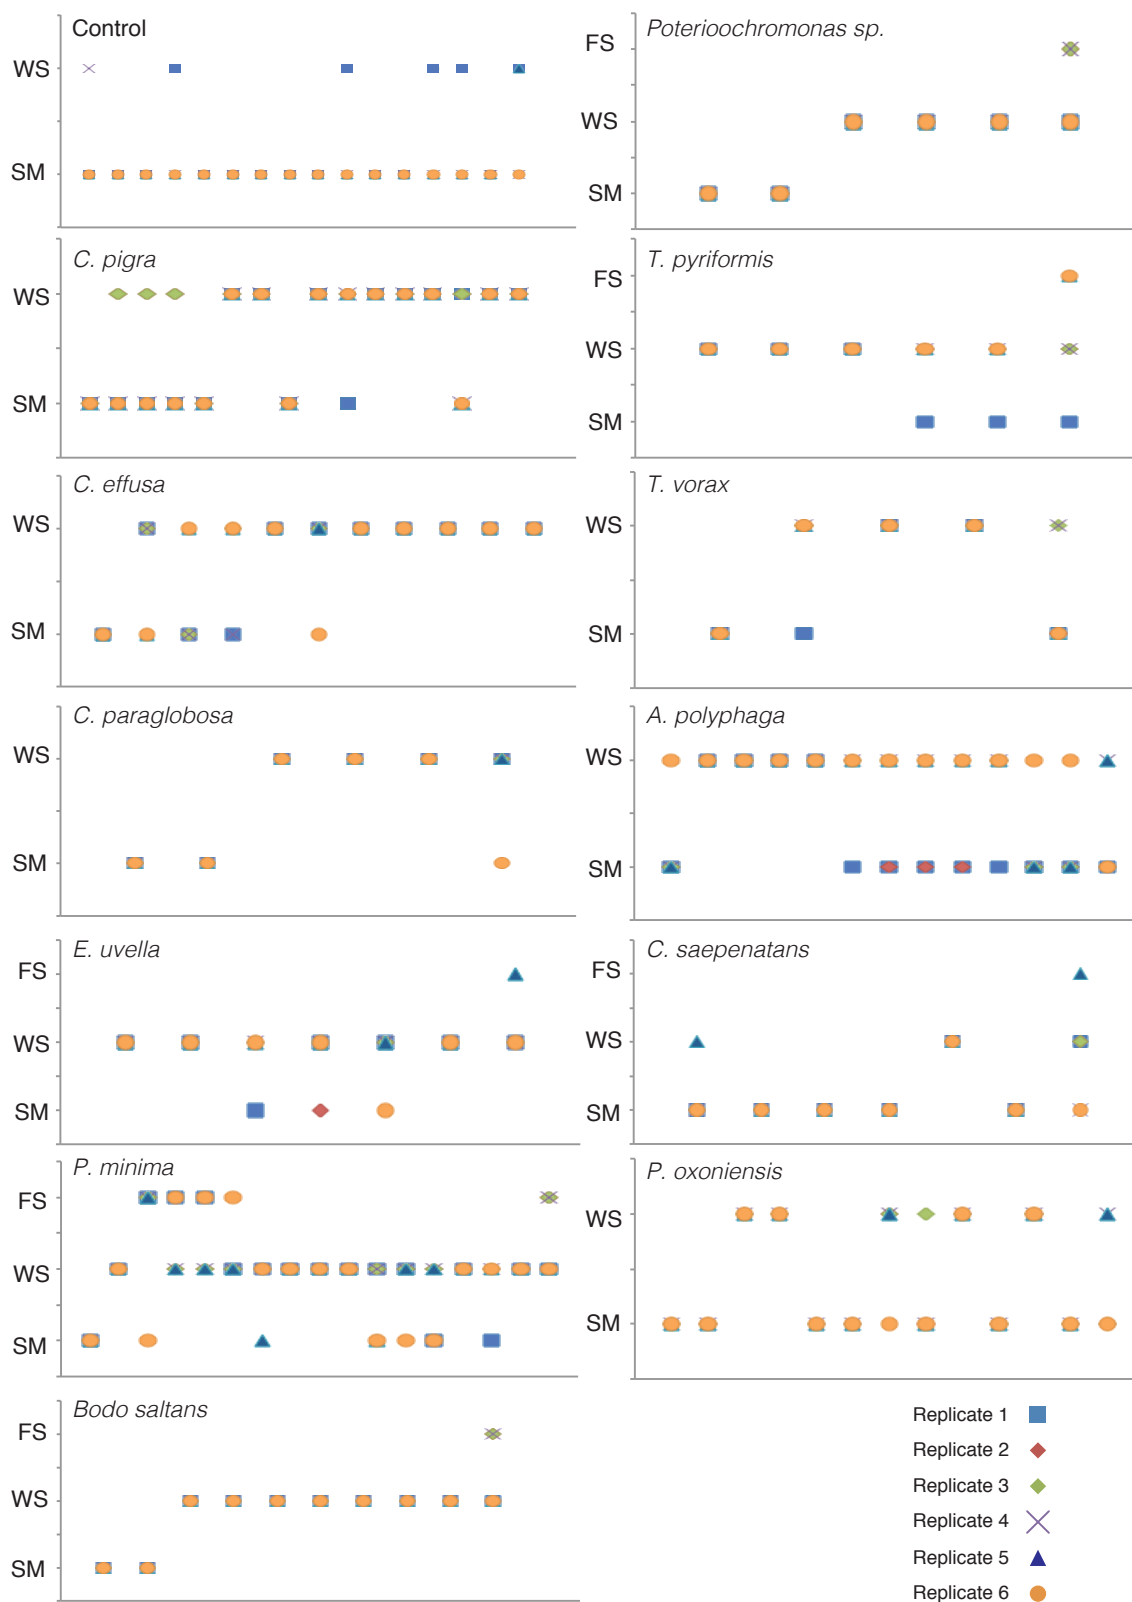 Control
WS
SM
Poterioochromonas sp.
FS
WS
SM
C. pigra
WS
SM
T. pyriformis
FS
WS
SM
C. effusa
WS
SM
T. vorax
WS
SM
C. paraglobosa
WS
SM
A. polyphaga
WS
SM
E. uvella
FS
WS
SM
C. saepenatans
FS
WS
SM
P. minima
FS
WS
SM
P. oxoniensis
WS
SM
Bodo saltans
FS
WS
SM
Replicate 1
Replicate 2
Replicate 3
Replicate 4
Replicate 5
Replicate 6